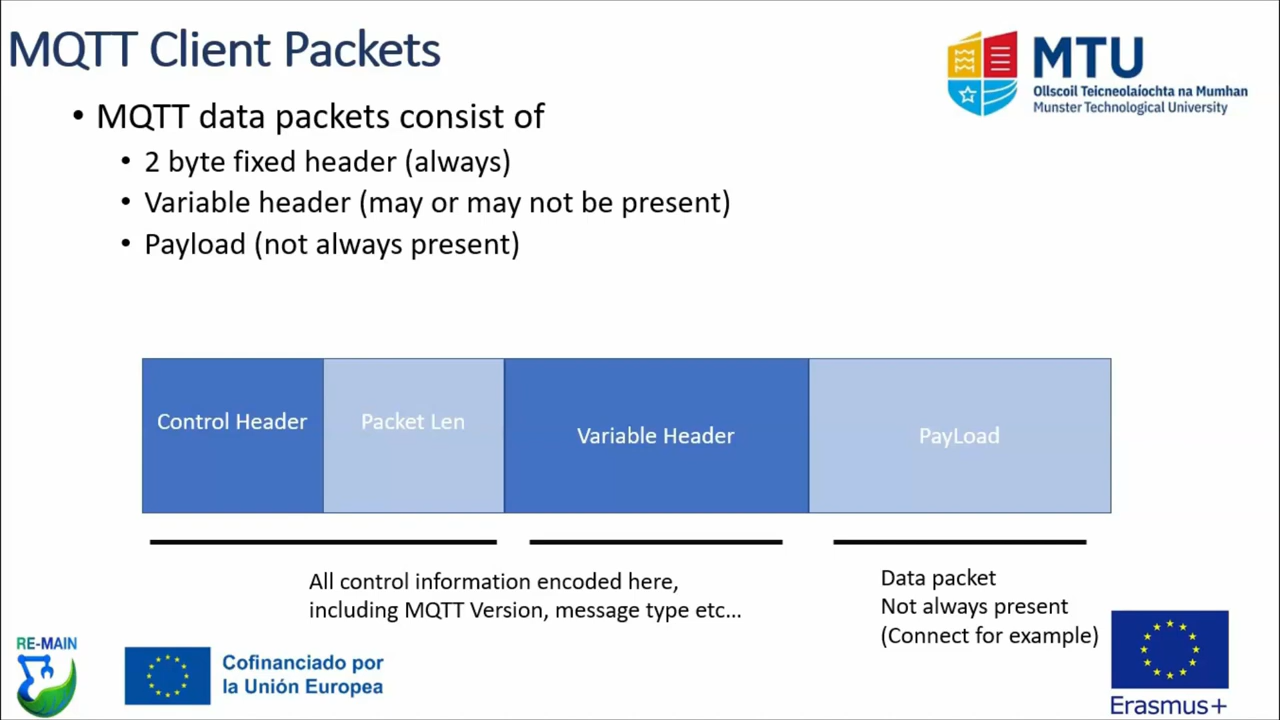 MQTT Client Packets
MTU
Ollscoil Teicneolaíochta na Mumhan
Munster Technological University
• MQTT data packets consist of
• 2 byte fixed header (always)
• Variable header (may or may not be present)
• Payload (not always present)
Control Header
Packet Len
Variable Header
PayLoad
All control information encoded here,
including MQTT Version, message type etc...
Data packet
Not always present
(Connect for example)
RE-MAIN
Cofinanciado por
la Unión Europea
Erasmus+